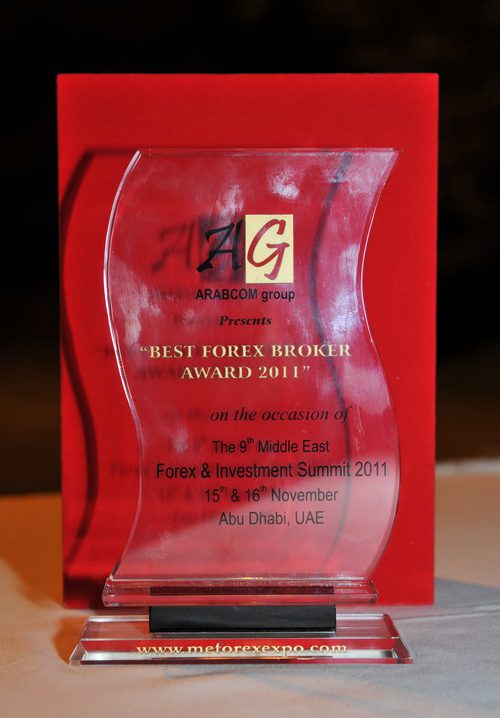 AG
ARABCOM group
Presents
“BEST FOREX BROKER
AWARD 2011”
on the occasion of
The 9th Middle East
Forex & Investment Summit 2011
15th & 16th November
Abu Dhabi, UAE
www.meforexexpo.com